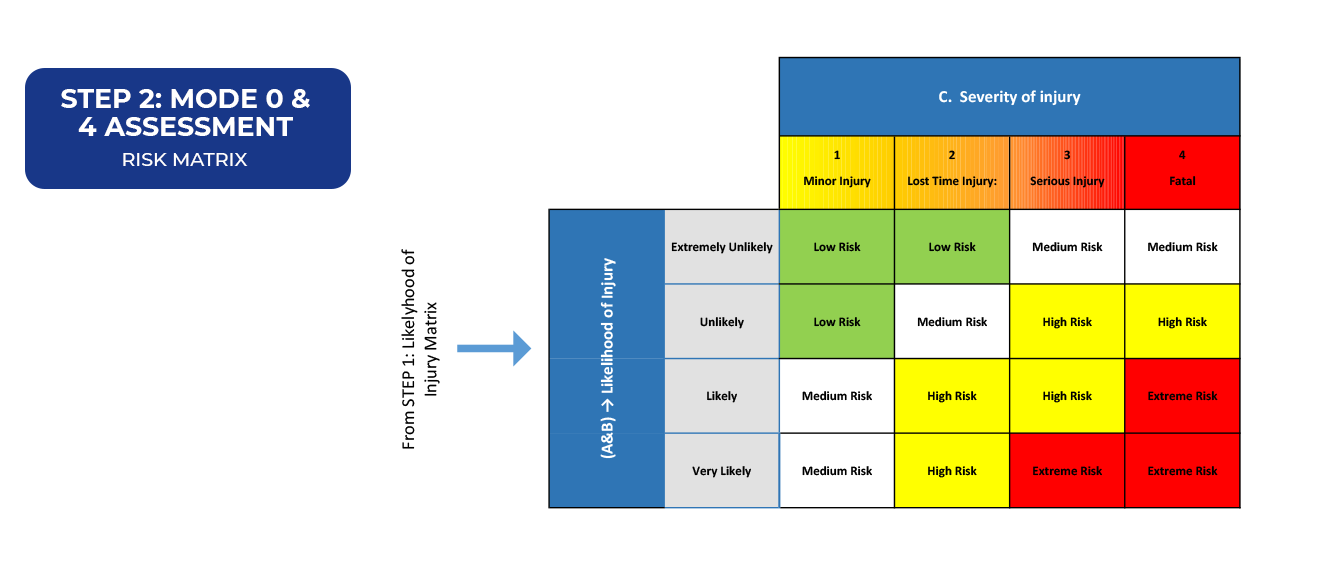 STEP 2: MODE 0 &
4 ASSESSMENT
RISK MATRIX
C. Severity of injury
1
Minor Injury
2
Lost Time Injury:
3
Serious Injury
4
Fatal
From STEP 1: Likelyhood of
Injury Matrix
(A&B) → Likelihood of Injury
Extremely Unlikely
Low Risk
Low Risk
Medium Risk
Medium Risk
Unlikely
Low Risk
Medium Risk
High Risk
High Risk
Likely
Medium Risk
High Risk
High Risk
Extreme Risk
Very Likely
Medium Risk
High Risk
Extreme Risk
Extreme Risk